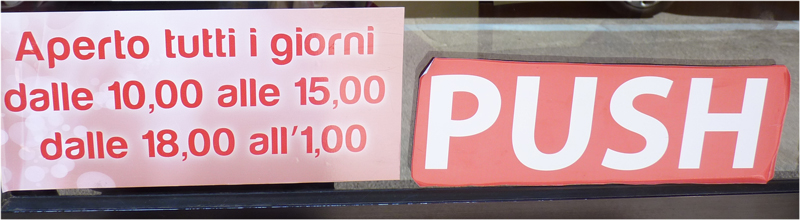 Aperto tutti i giorni
dalle 10,00 alle 15,00
dalle 18,00 all'1,00
PUSH